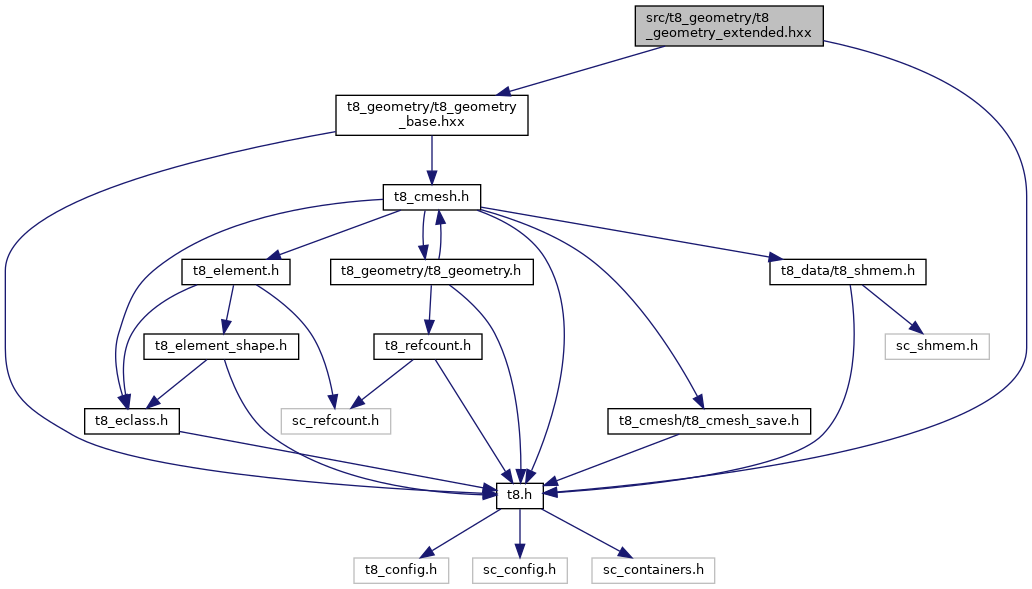 src/t8_geometry/t8
_geometry_extended.hxx
t8_geometry/t8_geometry
_base.hxx
t8_cmesh.h
t8_element.h
t8_geometry/t8_geometry.h
t8_data/t8_shmem.h
t8_element_shape.h
t8_refcount.h
sc_shmem.h
t8_eclass.h
sc_refcount.h
t8_cmesh/t8_cmesh_save.h
t8.h
t8_config.h
sc_config.h
sc_containers.h